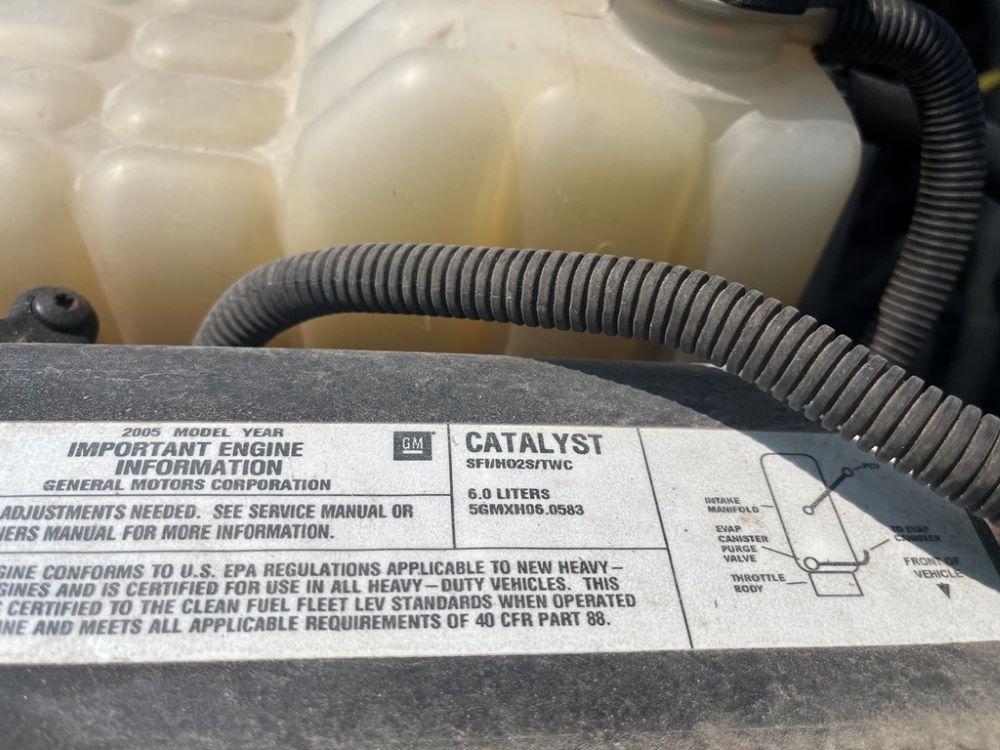 2005 MODEL YEAR
IMPORTANT ENGINE
INFORMATION
GENERAL MOTORS CORPORATION
GM
CATALYST
SFI/HO2S/TWC
6.0 LITERS
5GMXH06.0583
ADJUSTMENTS NEEDED. SEE SERVICE MANUAL OR
NERS MANUAL FOR MORE INFORMATION.
GINE CONFORMS TO U.S. EPA REGULATIONS APPLICABLE TO NEW HEAVY-
GINES AND IS CERTIFIED FOR USE IN ALL HEAVY-DUTY VEHICLES. THIS
CERTIFIED TO THE CLEAN FUEL FLEET LEV STANDARDS WHEN OPERATED
INE AND MEETS ALL APPLICABLE REQUIREMENTS OF 40 CFR PART 88.
PCV
INTAKE
MANIFOLD
EVAP
CANISTER
PURGE
VALVE
THROTTLE
BODY
TO EVAP
CANISTER
FRONT OF
VEHICLE